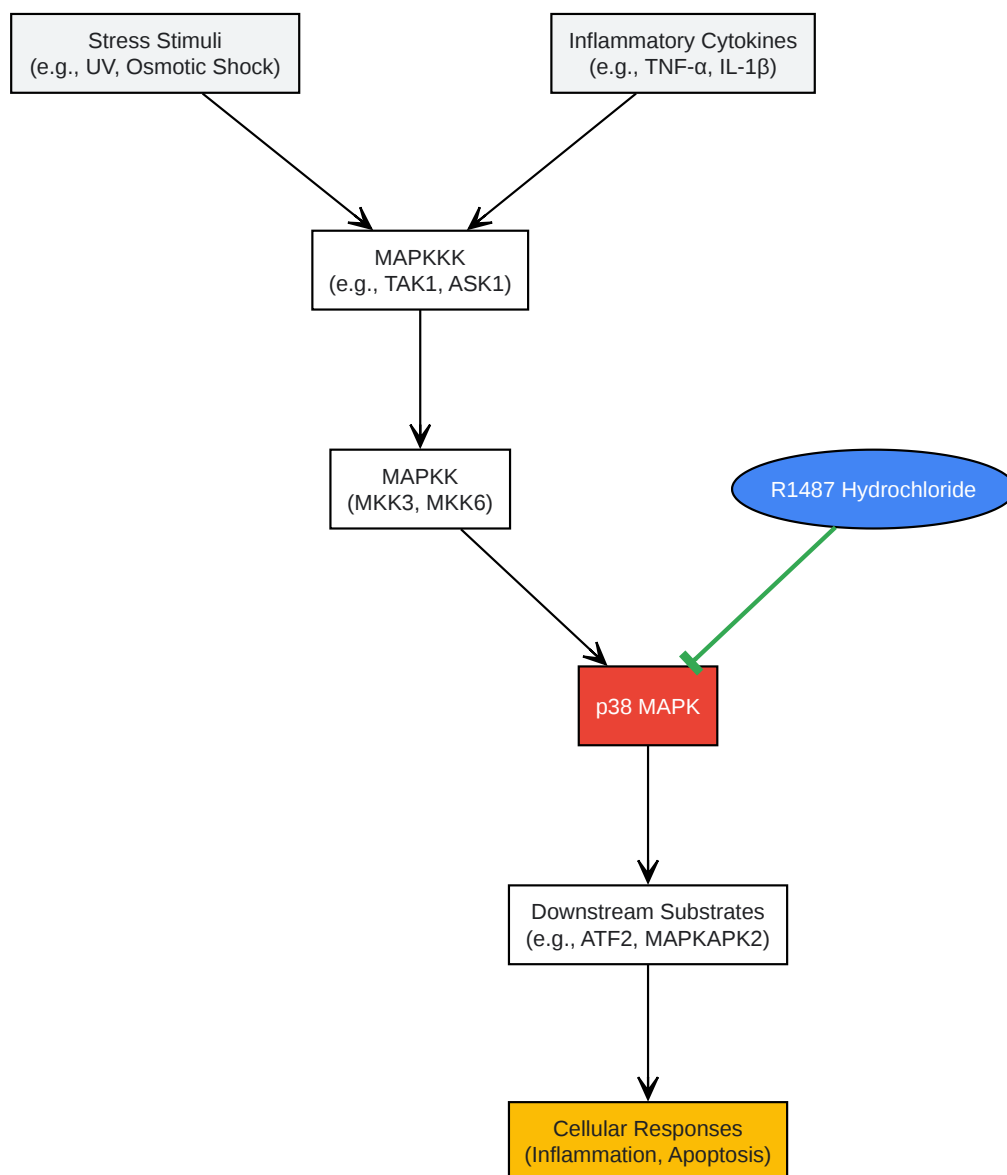 Stress Stimuli
(e.g., UV, Osmotic Shock)
Inflammatory Cytokines
(e.g., TNF-α, IL-1β)
MAPKKK
(e.g., TAK1, ASK1)
MAPKK
(MKK3, MKK6)
R1487 Hydrochloride
p38 MAPK
Downstream Substrates
(e.g., ATF2, MAPKAPK2)
Cellular Responses
(Inflammation, Apoptosis)